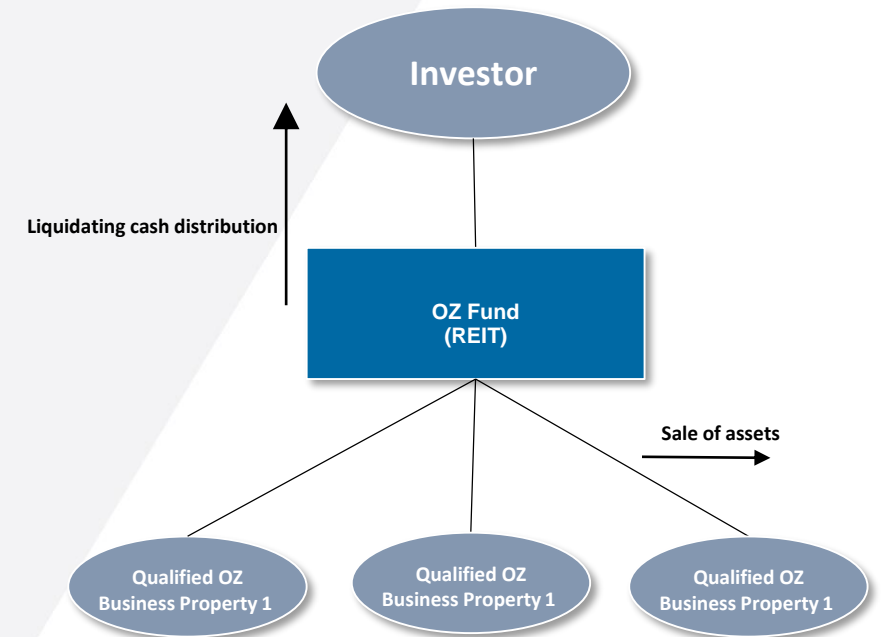 Investor
Liquidating cash distribution
OZ Fund
(REIT)
Sale of assets
Qualified OZ
Business Property 1
Qualified OZ
Business Property 1
Qualified OZ
Business Property 1